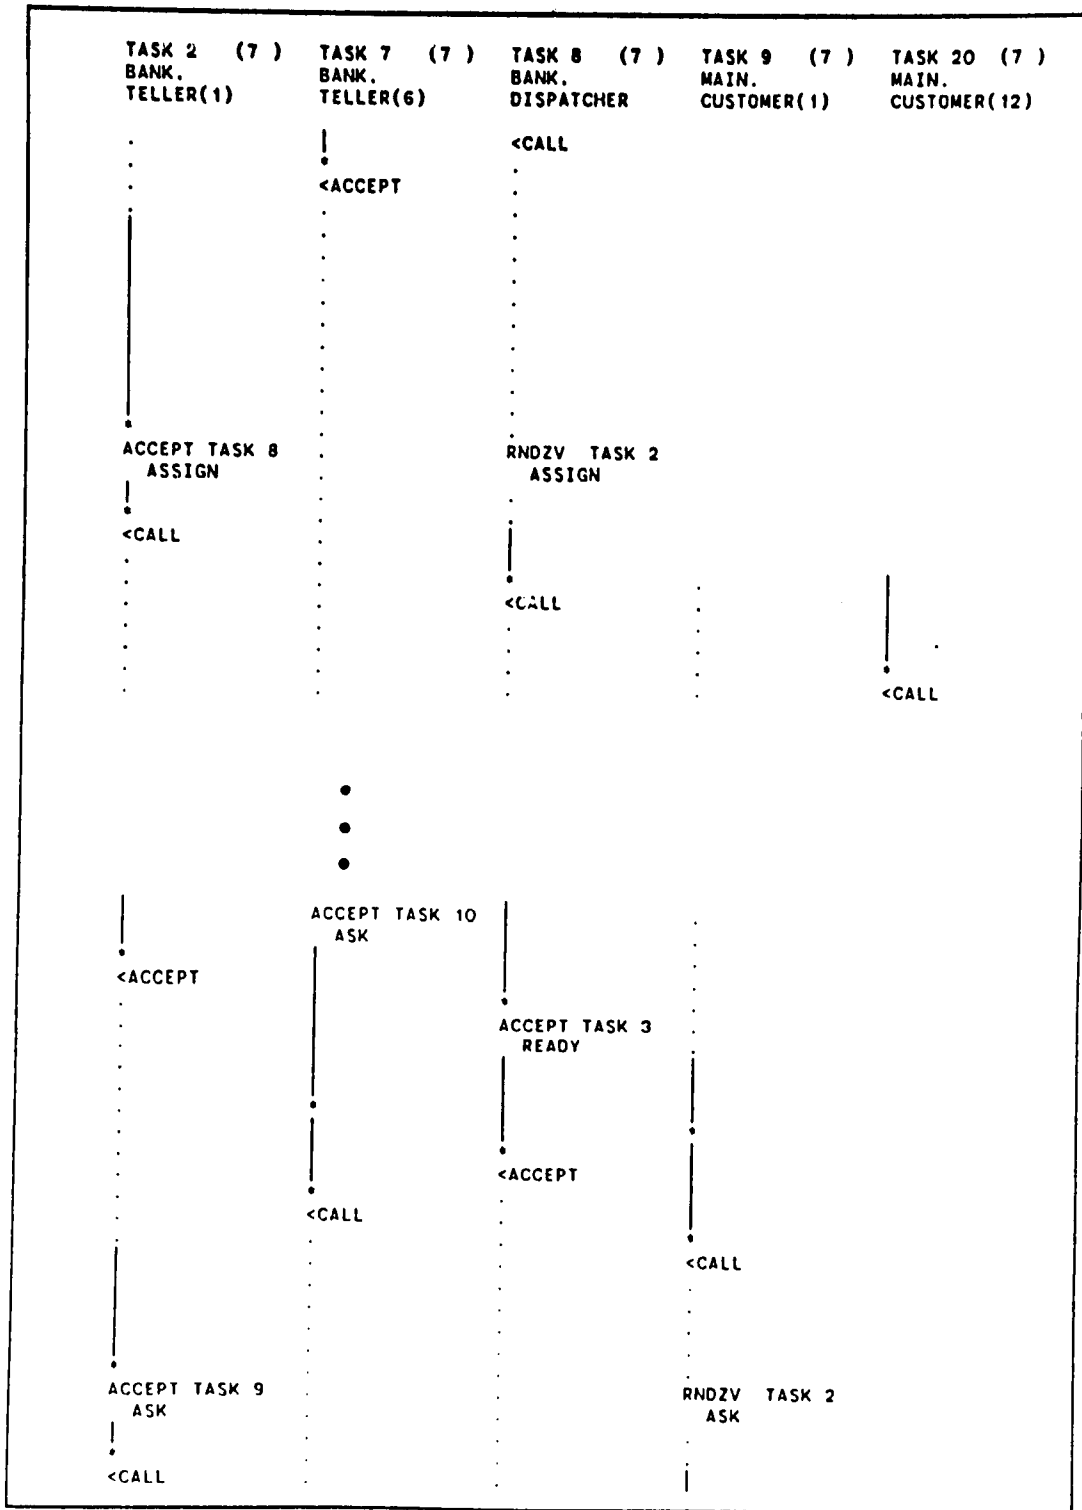 TASK 2 (7 ) TASK 7 (7 ) TASK 8 (7 ) TASK 9 (7 ) TASK 20 (7 )
BANK. BANK. BANK. MAIN. MAIN.
TELLER(1) TELLER(6) DISPATCHER CUSTOMER(1) CUSTOMER(12)
<CALL
<ACCEPT
ACCEPT TASK 8 RNDZV TASK 2
ASSIGN ASSIGN
<CALL
<CALL
<CALL
ACCEPT TASK 10
ASK
<ACCEPT
ACCEPT TASK 3
READY
<ACCEPT
<CALL
<CALL
ACCEPT TASK 9 RNDZV TASK 2
ASK ASK
<CALL